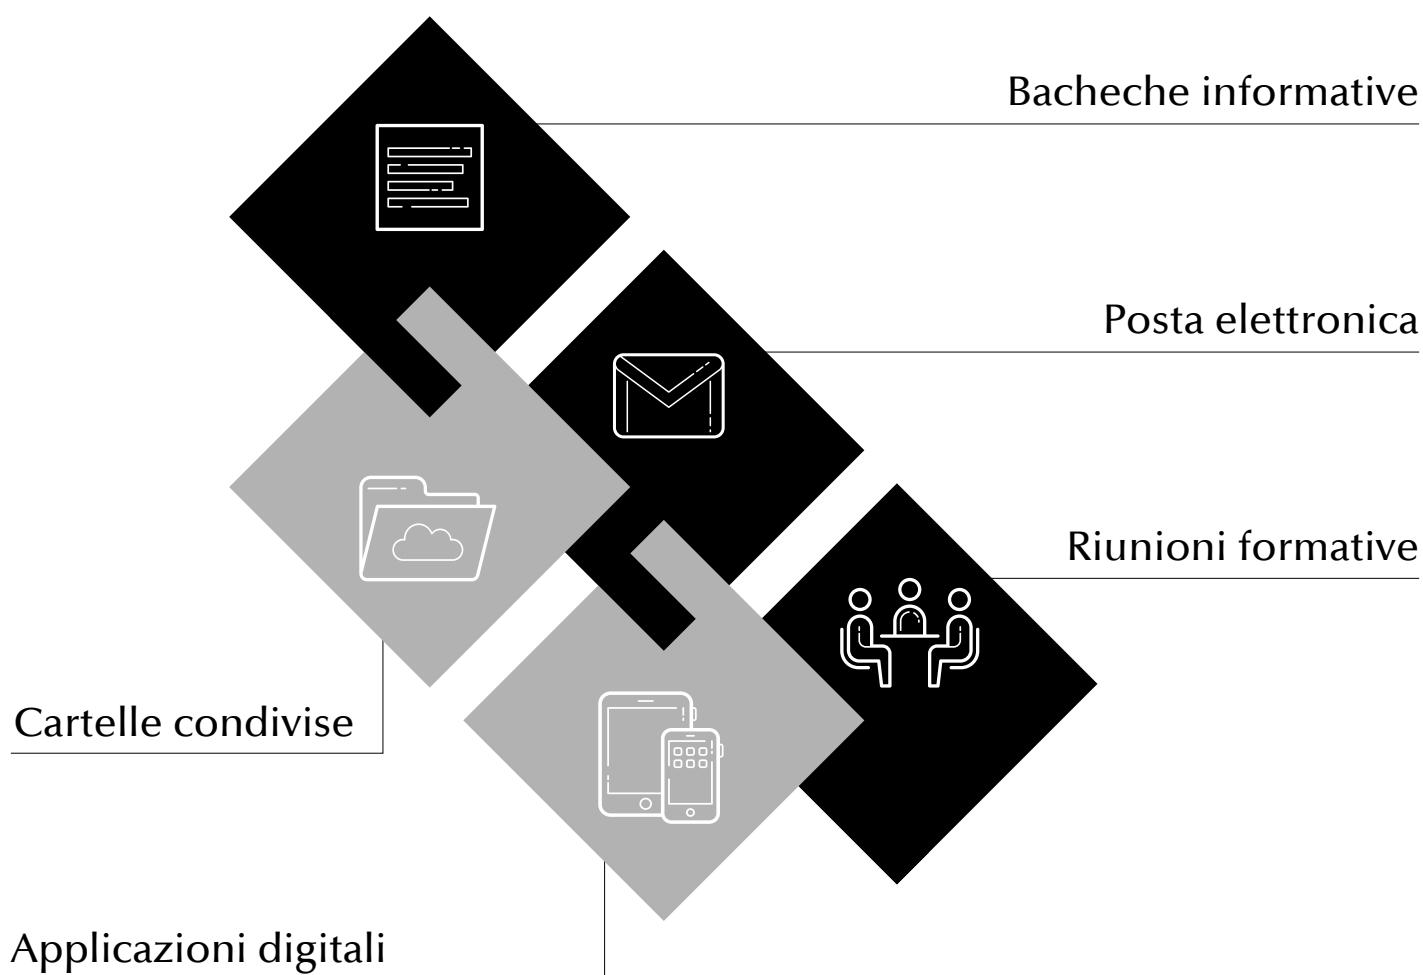 Bacheche informative
Posta elettronica
Riunioni formative
Cartelle condivise
Applicazioni digitali